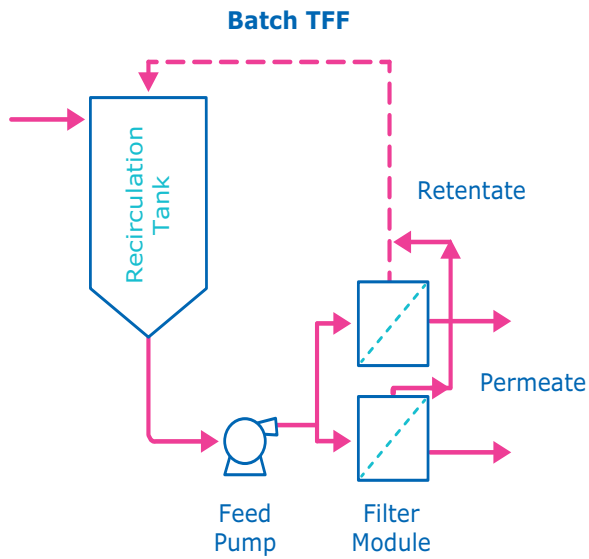 Batch TFF
Recirculation
Tank
Retentate
Permeate
Feed
Pump
Filter
Module